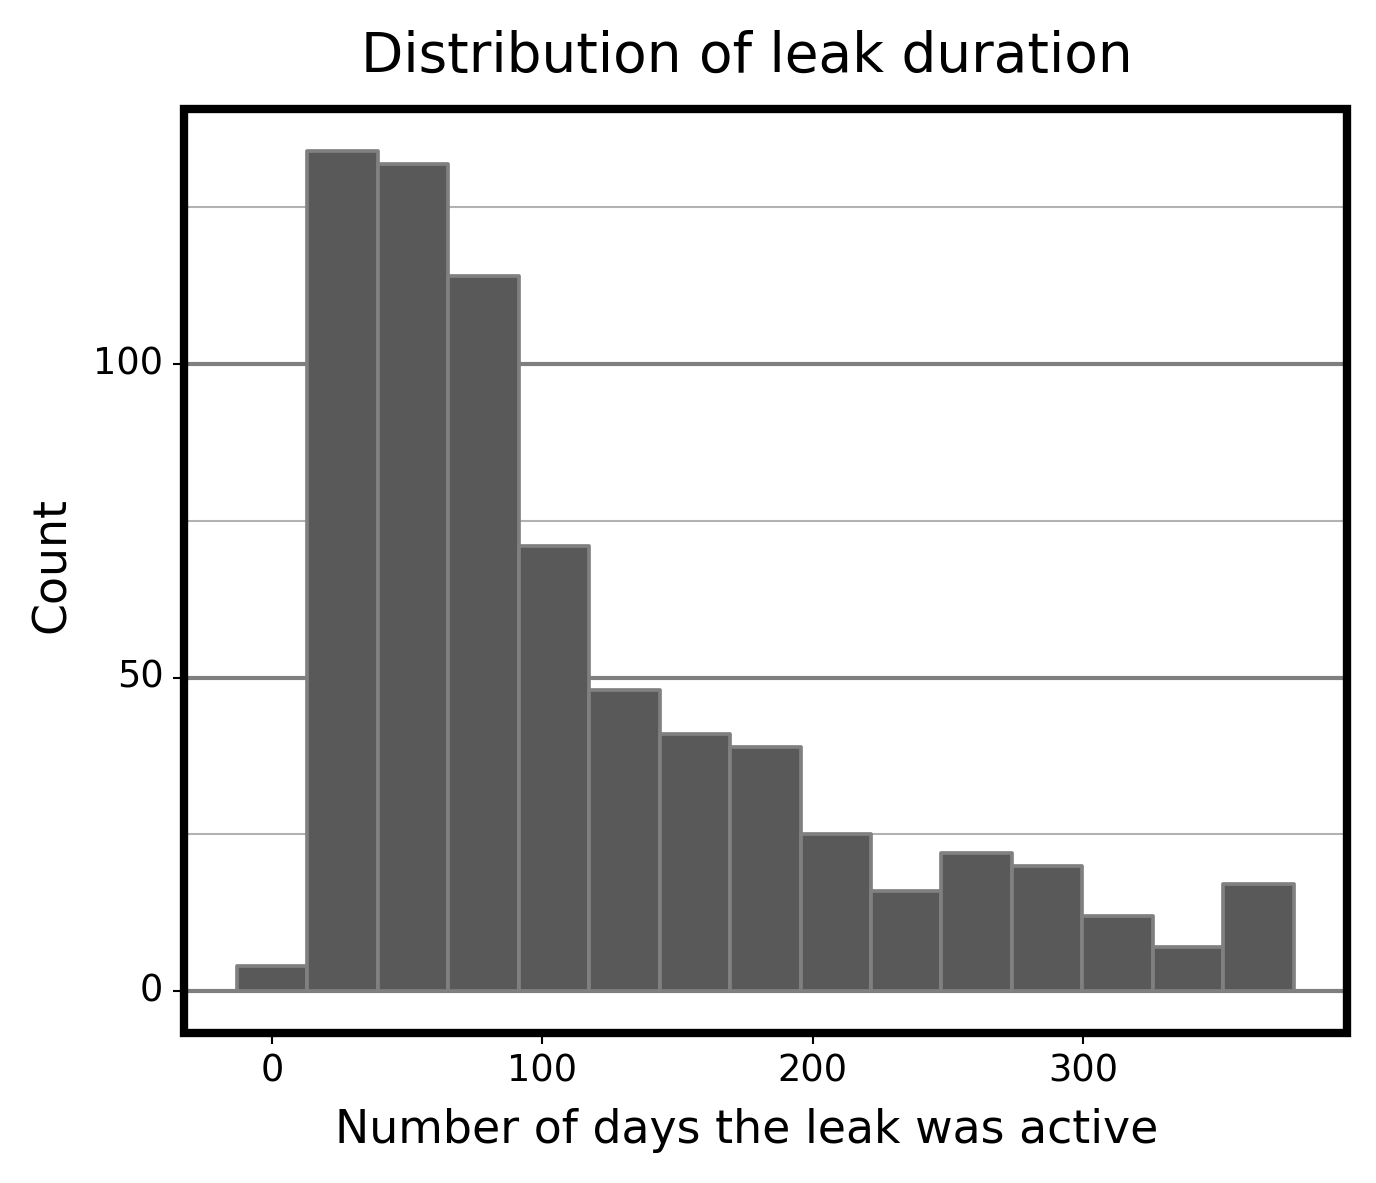 Distribution of leak duration
Count
100
50
0
0 100 200 300
Number of days the leak was active